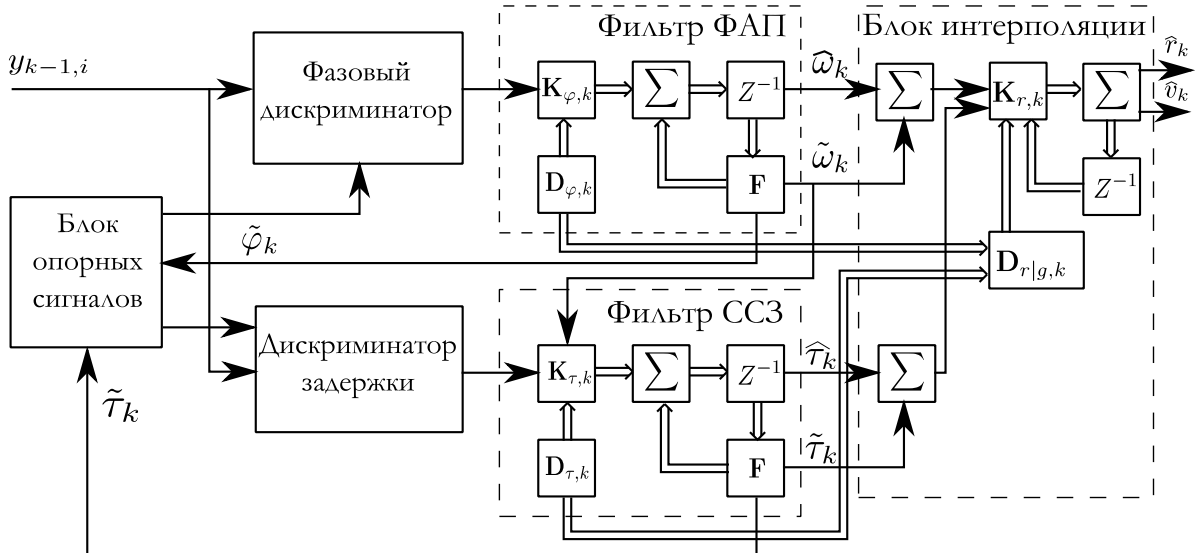 Фильтр ФАП
Блок интерполяции
y_{k−1,i}
Фазовый
дискриминатор
K_{φ,k}
∑
Z^{−1}
ω̂_k
∑
K_{r,k}
∑
r̂_k
v̂_k
D_{φ,k}
F
ω̃_k
Z^{−1}
Блок
опорных
сигналов
φ̃_k
D_{r|g,k}
Фильтр ССЗ
Дискриминатор
задержки
K_{τ,k}
∑
Z^{−1}
τ̂_k
∑
τ̃_k
D_{τ,k}
F
τ̃_k